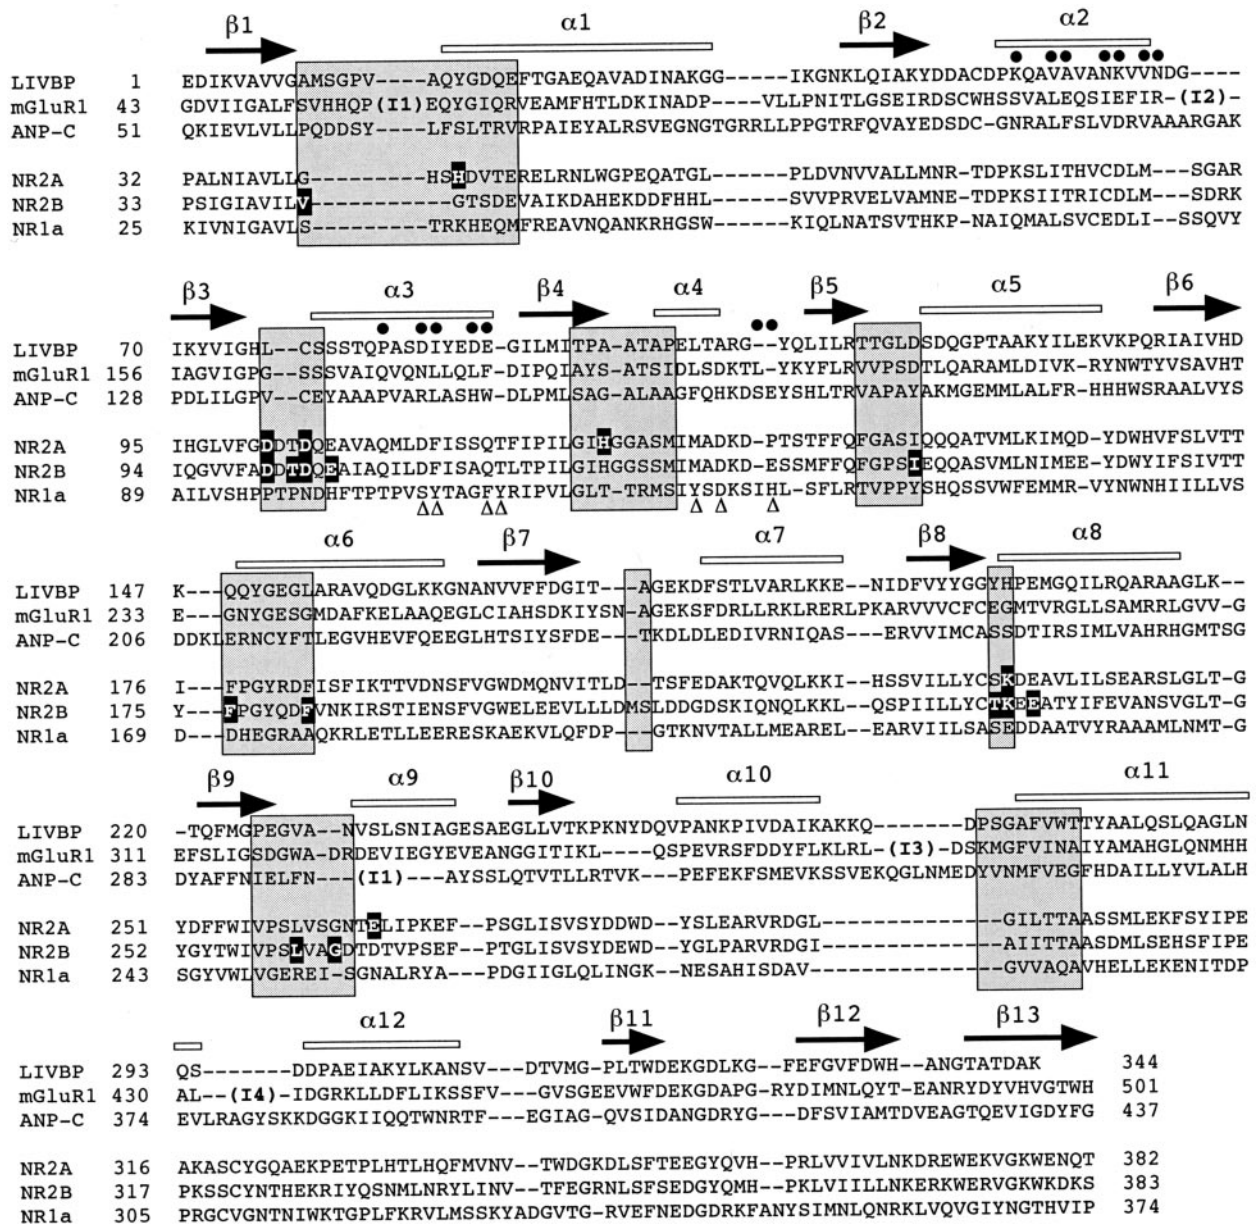 β1 α1 β2 α2
LIVBP 1 EDIKVAVVGAMSGPV----AQYGDQEFTGAEQAVADINAKGG------IKGNKLQIAKYDDACDPKQAVAVANKVVNDG----
mGluR1 43 GDVIIGALFSVHHQP(I1)EQYGIQRVEAMFHTLDKINADP----VLLPNITLGSEIRDSCWHSSVALEQSIEFIR-(I2)-
ANP-C 51 QKIEVLVLLPQDDSY----LFSLTRVRPAIEYALRSVEGNGTGRRLLPPGTRFQVAYEDSDC-GNRALFSLVDRVAAARGAK
NR2A 32 PALNIAVLLG---------HSHDVTERELRNLWGPEQATGL------PLDVNVVALLMNR-TDPKSLITHVCDLM---SGAR
NR2B 33 PSIGIAVILV-----------GTSDEVAIKDAHEKDDFHHL------SVVPRVELVAMNE-TDPKSIITRICDLM---SDRK
NR1a 25 KIVNIGAVLS---------TRKHEQMFREAVNQANKRHGSW------KIQLNATSVTHKP-NAIQMALSVCEDLI---SSQVY
β3 α3 β4 α4 β5 α5 β6
LIVBP 70 IKYVIGHL--CSSSTQPASDIYEDE-GILMITPA-ATAPELTARG--YQLILRTTGLDSDQGPTAAKYILEKVKPQRIAIVHD
mGluR1 156 IAGVIGPG--SSSVAIQVQNLLQLF-DIPQIAYS-ATSIDLSDKTL-YKYFLRVVPSDTLQARAMLDIVK-RYNWTYVSAVHT
ANP-C 128 PDLILGPV--CEYAAAPVARLASHW-DLPMLSAG-ALAAGFQHKDSEYSHLTRVAPAYAKMGEMMLALFR-HHHWSRAALVYS
NR2A 95 IHGLVFGDDTDQEAVAQMLDFISSQTFIPILGIHGGASMIMADKD-PTSTFFQFGASIQQQATVMLKIMQD-YDWHVFSLVTT
NR2B 94 IQGVVFADDTDQEAIAQILDFISAQTLTPILGIHGGSSMIMADKD-ESSMFFQFGPSIEQQASVMLNIMEE-YDWYIFSIVTT
NR1a 89 AILVSHPPTPNDHFTPTPVSYTAGFYRIPVLGLT-TRMSIYSDKSIHL-SFLRTVPPYSHQSSVWFEMMR-VYNWNHIILLVS
α6 β7 α7 β8 α8
LIVBP 147 K---QQYGEGLARAVQDGLKKGNANVVFFDGIT--AGEKDFSTLVARLKKE--NIDFVYYGGYHPEMGQILRQARAAGLK--
mGluR1 233 E---GNYGESGMDAFKELAAQEGLCIAHSDKIYSN-AGEKSFDRLLRKLRERLPKARVVVCFCEGMTVRGLLSAMRRLGVV-G
ANP-C 206 DDKLERNCYFTLEGVHEVFQEEGLHTSIYSFDE---TKDLDLEDIVRNIQAS---ERVVIMCASSDTIRSIMLVAHRHGMTSG
NR2A 176 I---FPGYRDFISFIKTTVDNSFVGWDMQNVITLD--TSFEDAKTQVQLKKI--HSSVILLYCSKDEAVLILSEARSLGLT-G
NR2B 175 Y---FPGYQDFVNKIRSTIENSFVGWELEEVLLLDMSLDDGDSKIQNQLKKL--QSPIILLYCTKEEATYIFEVANSVGLT-G
NR1a 169 D---DHEGRAAQKRLETLLEERESKAEKVLQFDP---GTKNVTALLMEAREL--EARVIILSASEDDAATVYRAAAMLNMT-G
β9 α9 β10 α10 α11
LIVBP 220 -TQFMGPEGVA--NVSLSNIAGESAEGLLVTKPKNYDQVPANKPIVDAIKAKKQ-------DPSGAFVWTTYAALQSLQAGLN
mGluR1 311 EFSLIGSDGWA-DRDEVIEGYEVEANGGITIKL---QSPEVRSFDDYFLKLRL-(I3)-DSKMGFVINAIYAMAHGLQNMHH
ANP-C 283 DYAFFNIELFN---(I1)---AYSSLQTVTLLRTVK---PEFEKFSMEVKSSVEKQGLNMEDYVNMFVEGFHDAILLYVLALH
NR2A 251 YDFFWIVPSLVSGNTELIPKEF--PSGLISVSYDDWD--YSLEARVRDGL-----------GILTTAASSMLEKFSYIPE
NR2B 252 YGYTWIVPSLVAGDTDTVPSEF--PTGLISVSYDEWD--YGLPARVRDGI-----------AIITTAASDMLSEHSFIPE
NR1a 243 SGYVWLVGEREI-SGNALRYA---PDGIIGLQLINGK--NESAHISDAV------------GVVAQAVHELLEKENITDP
α12 β11 β12 β13
LIVBP 293 QS-------DDPAEIAKYLKANSV---DTVMG-PLTWDEKGDLKG--FEFGVFDWH--ANGTATDAK 344
mGluR1 430 AL--(I4)-IDGRKLLDFLIKSSFV---GVSGEEVWFDEKGDAPG-RYDIMNLQYT-EANRYDYVHVGTWH 501
ANP-C 374 EVLRAGYSKKDGGKIIQQTWNRTF---EGIAG-QVSIDANGDRYG---DFSVIAMTDVEAGTQEVIGDYFG 437
NR2A 316 AKASCYGQAEKPETPLHTLHQFMVNV--TWDGKDLSFTEEGYQVH--PRLVVIVLNKDREWEKVGKWENQT 382
NR2B 317 PKSSCYNTHEKRIYQSNMLNRYLINV--TFEGRNLSFSEDGYQMH--PKLVIILLNKERKWERVGKWKDKS 383
NR1a 305 PRGCVGNTNIWKTGPLFKRVLMSSKYADGVTG-RVEFNEDGDRKFANYSIMNLQNRKLVQVGIYNGTHVIP 374